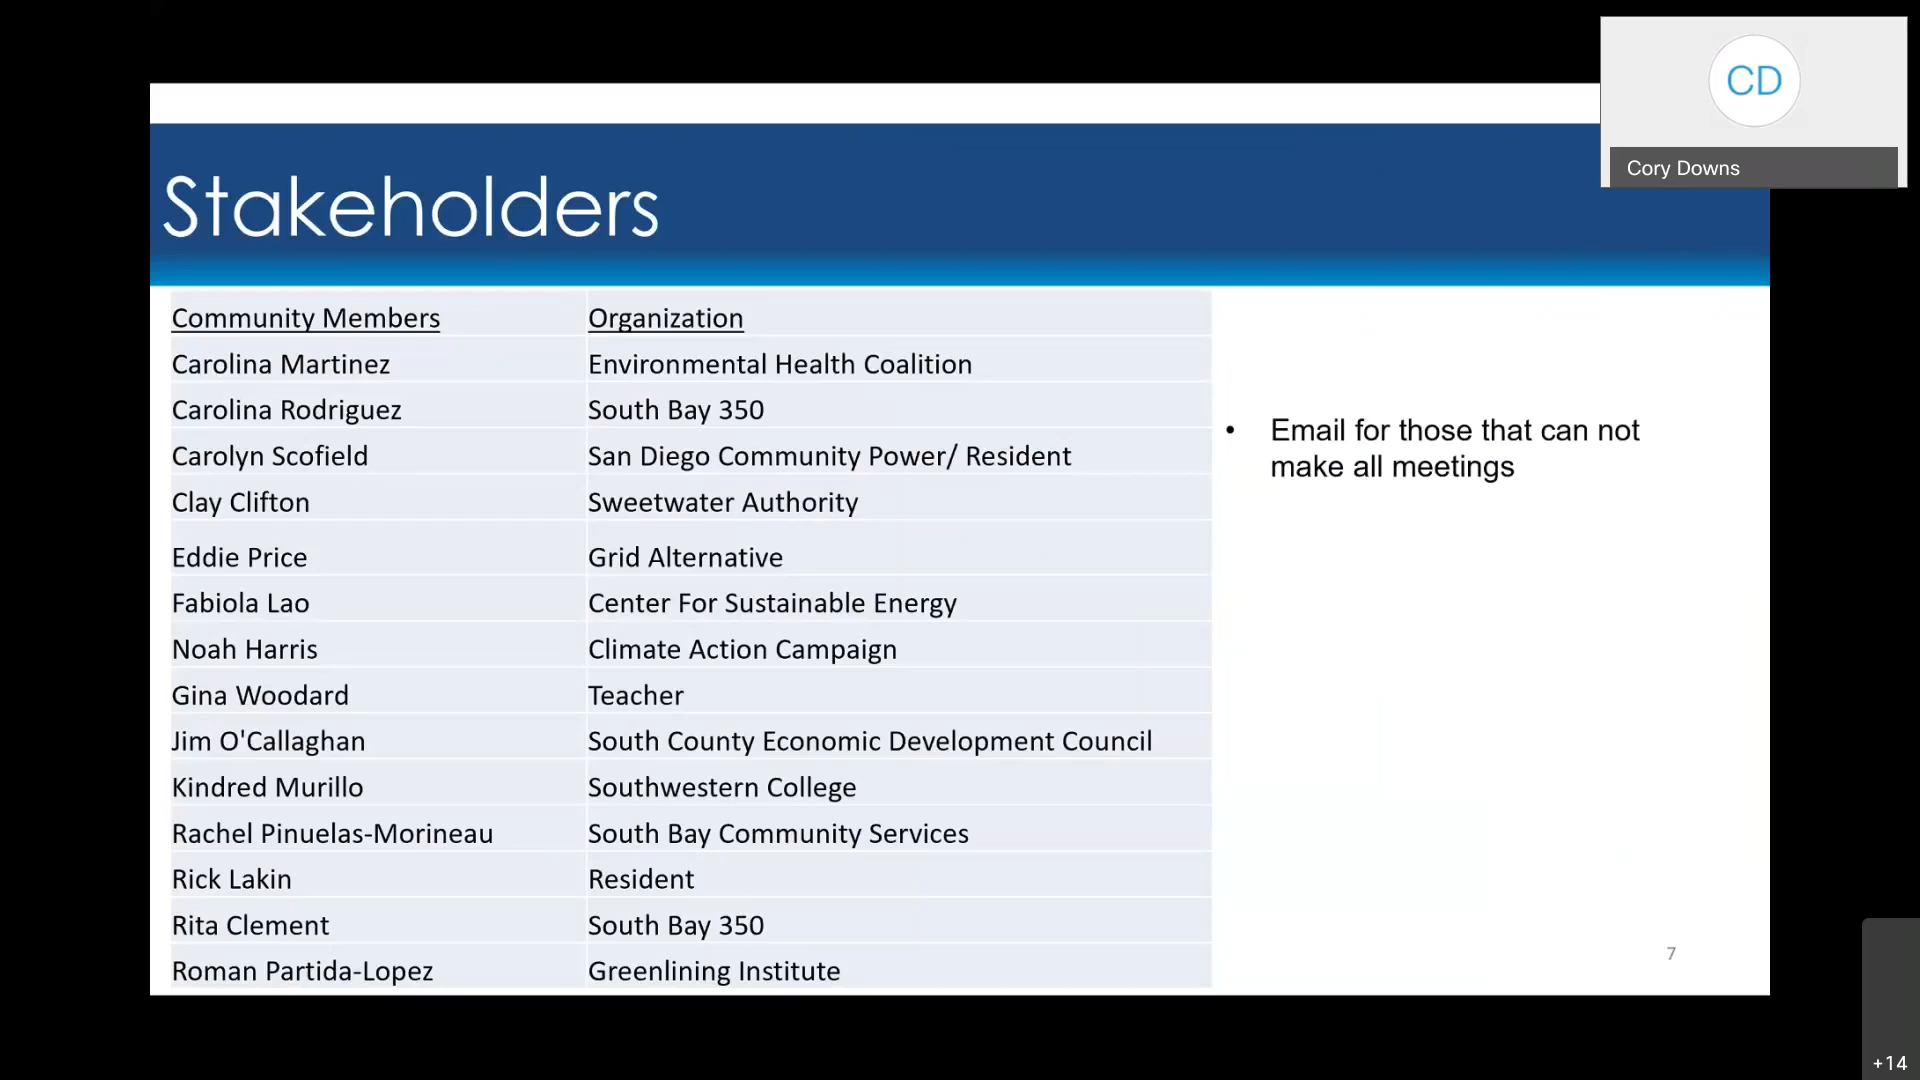 CD
Cory Downs
Stakeholders
Community Members Organization
Carolina Martinez Environmental Health Coalition
Carolina Rodriguez South Bay 350
Carolyn Scofield San Diego Community Power/ Resident
Clay Clifton Sweetwater Authority
Eddie Price Grid Alternative
Fabiola Lao Center For Sustainable Energy
Noah Harris Climate Action Campaign
Gina Woodard Teacher
Jim O'Callaghan South County Economic Development Council
Kindred Murillo Southwestern College
Rachel Pinuelas-Morineau South Bay Community Services
Rick Lakin Resident
Rita Clement South Bay 350
Roman Partida-Lopez Greenlining Institute
• Email for those that can not
make all meetings
7
+14